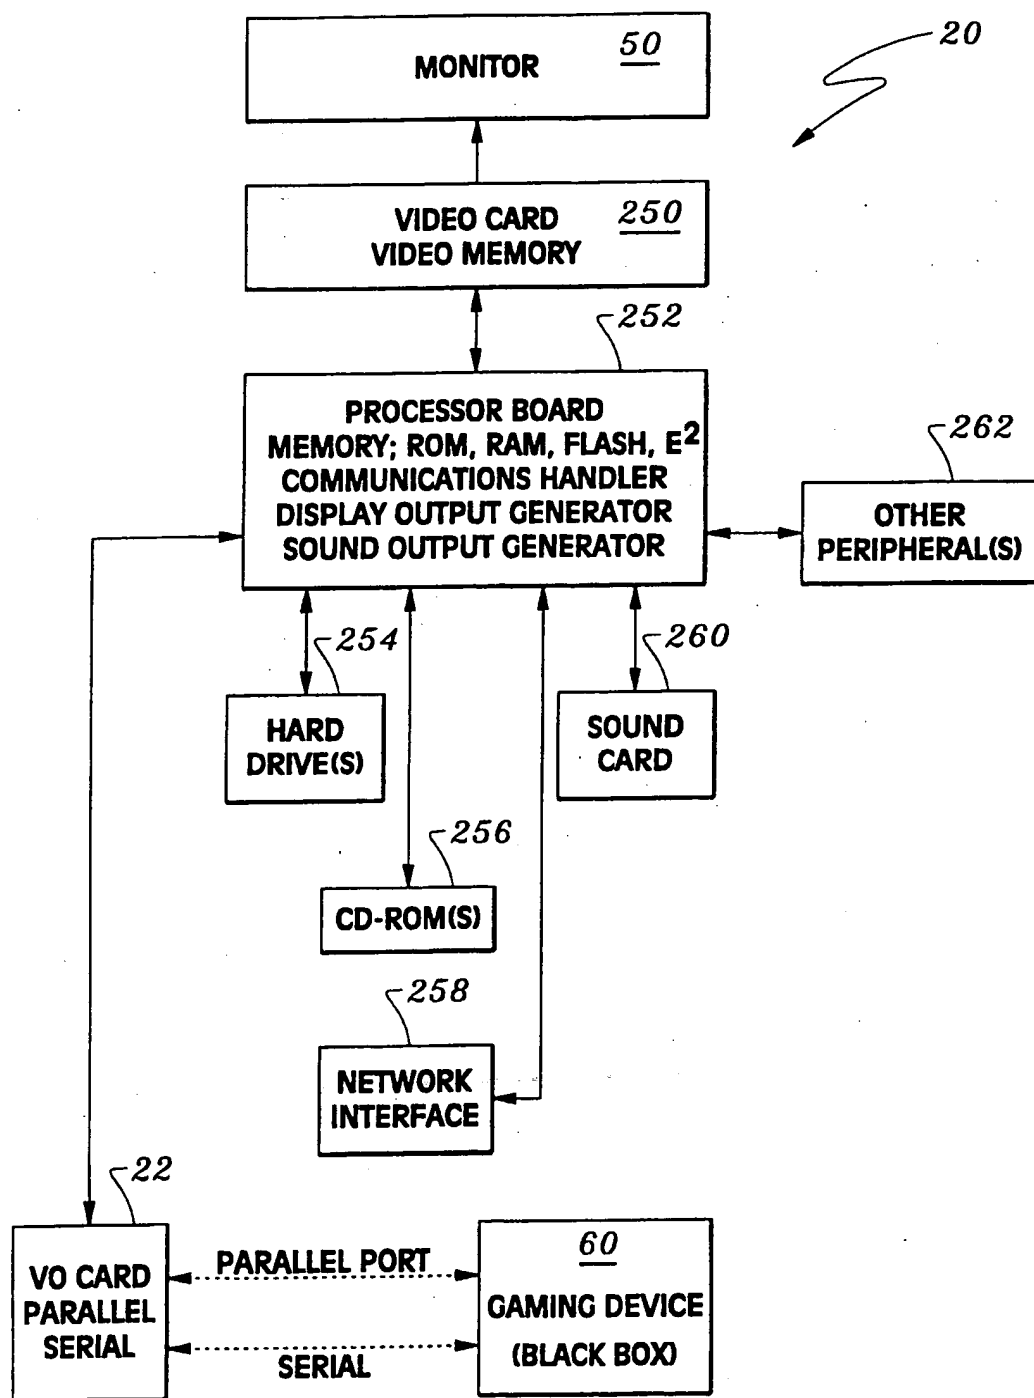 MONITOR 50
20
VIDEO CARD 250
VIDEO MEMORY
252
PROCESSOR BOARD
MEMORY; ROM, RAM, FLASH, E²
COMMUNICATIONS HANDLER
DISPLAY OUTPUT GENERATOR
SOUND OUTPUT GENERATOR
262
OTHER
PERIPHERAL(S)
254
HARD
DRIVE(S)
260
SOUND
CARD
256
CD-ROM(S)
258
NETWORK
INTERFACE
22
VO CARD
PARALLEL
SERIAL
PARALLEL PORT
SERIAL
60
GAMING DEVICE
(BLACK BOX)